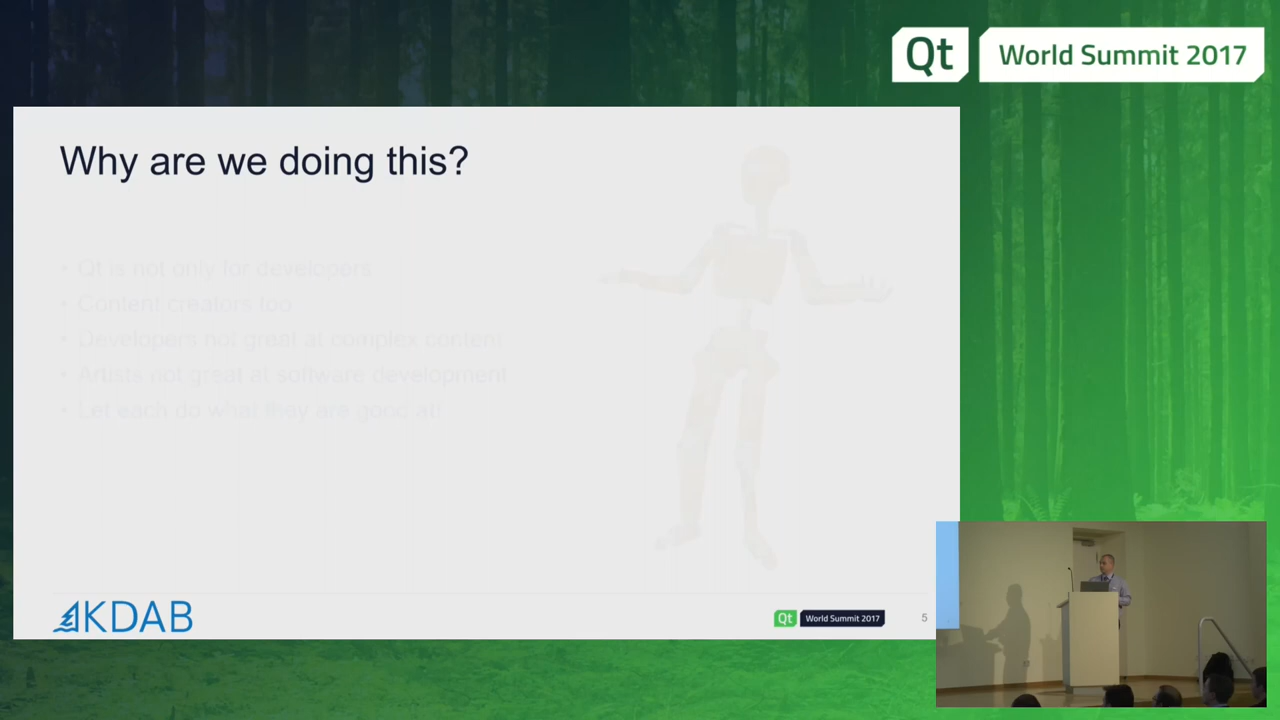 Qt
World Summit 2017
Why are we doing this?
• Qt is not only for developers
• Content creators too
• Developers not great at complex content
• Artists not great at software development
• Let each do what they are good at!
KDAB
Qt World Summit 2017
5